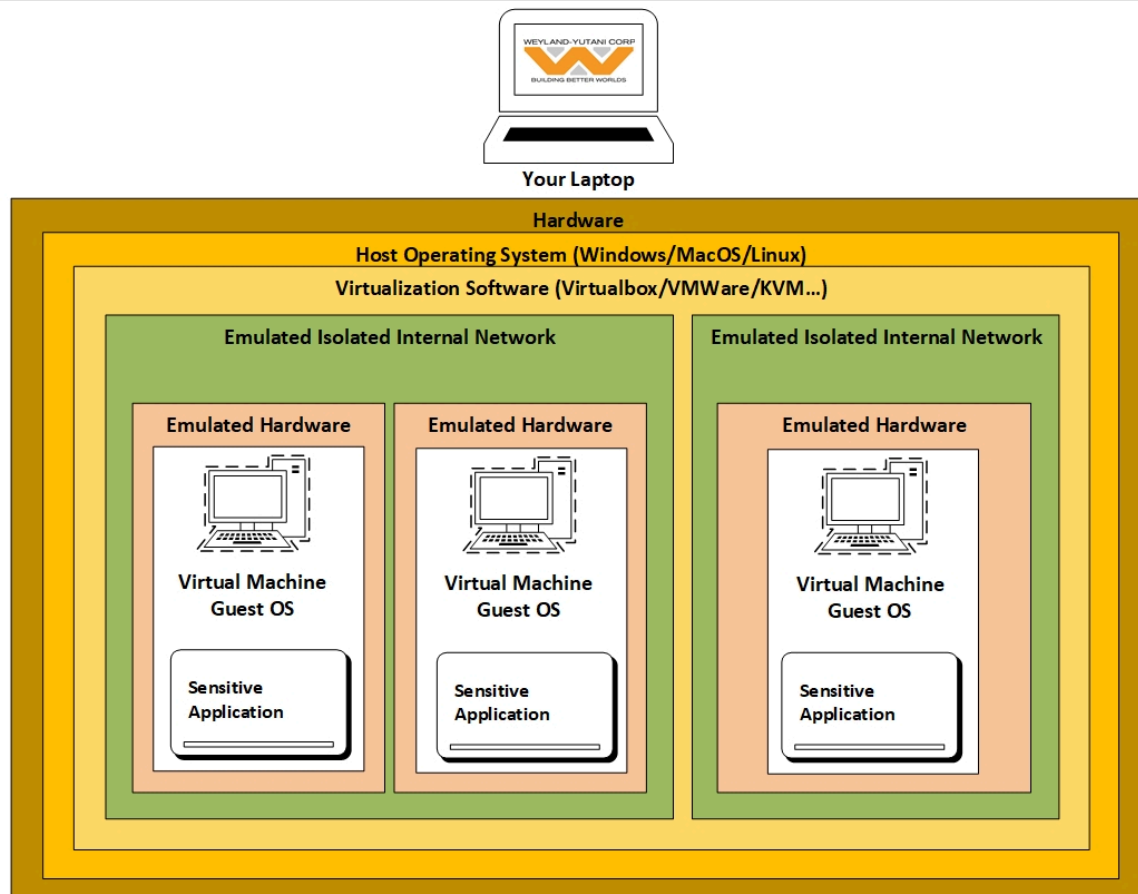 WEYLAND-YUTANI CORP
BUILDING BETTER WORLDS
Your Laptop
Hardware
Host Operating System (Windows/MacOS/Linux)
Virtualization Software (Virtualbox/VMWare/KVM...)
Emulated Isolated Internal Network
Emulated Hardware
Virtual Machine
Guest OS
Sensitive
Application
Emulated Hardware
Virtual Machine
Guest OS
Sensitive
Application
Emulated Isolated Internal Network
Emulated Hardware
Virtual Machine
Guest OS
Sensitive
Application